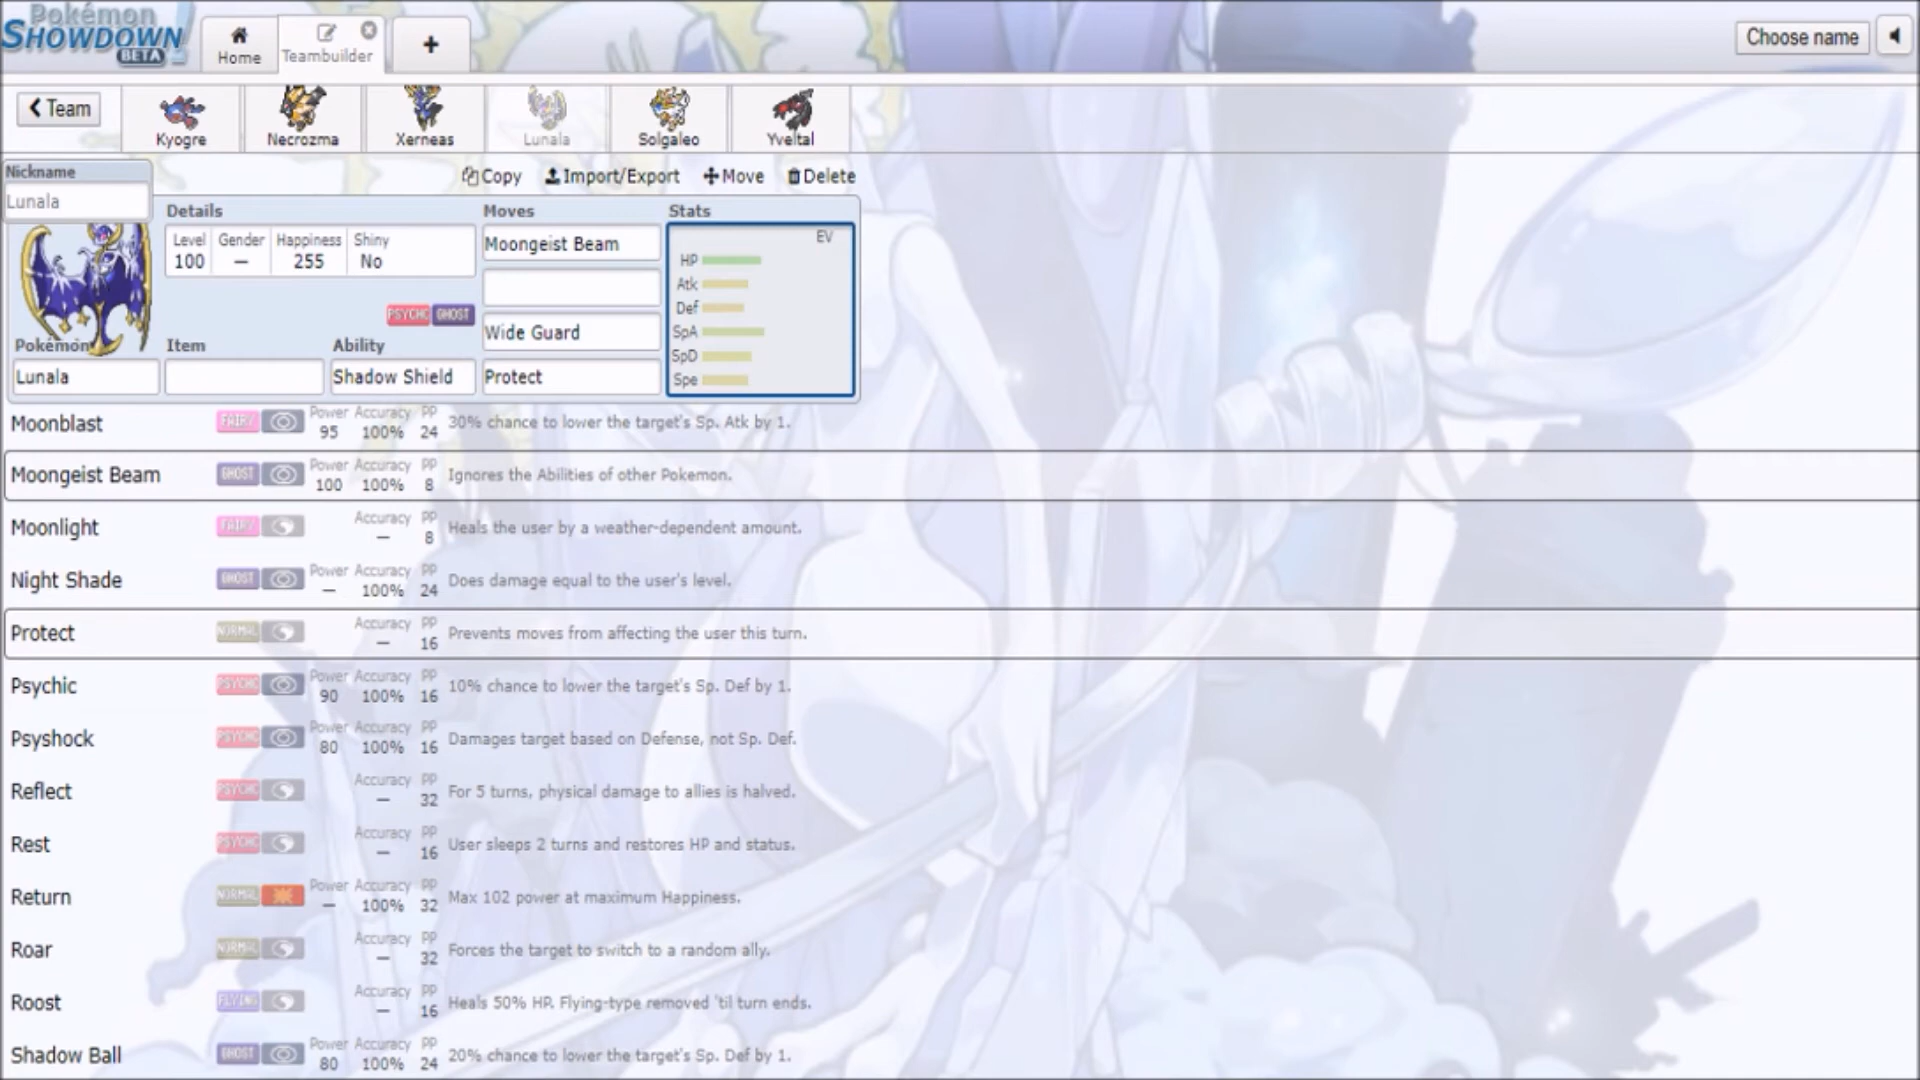 Pokémon
SHOWDOWN
BETA
Home
Teambuilder
Choose name
Team
Kyogre
Necrozma
Xerneas
Lunala
Solgaleo
Yveltal
Nickname
Lunala
Copy Import/Export Move Delete
Details Moves Stats
Level Gender Happiness Shiny
100 — 255 No
PSYCHC GHOST
Pokémon Item Ability
Lunala Shadow Shield
Moongeist Beam
Wide Guard
Protect
EV
HP
Atk
Def
SpA
SpD
Spe
Moonblast FAIRY Power 95 Accuracy 100% PP 24 30% chance to lower the target's Sp. Atk by 1.
Moongeist Beam GHOST Power 100 Accuracy 100% PP 8 Ignores the Abilities of other Pokemon.
Moonlight FAIRY Accuracy — PP 8 Heals the user by a weather-dependent amount.
Night Shade GHOST Power — Accuracy 100% PP 24 Does damage equal to the user's level.
Protect NORMAL Accuracy — PP 16 Prevents moves from affecting the user this turn.
Psychic PSYCHC Power 90 Accuracy 100% PP 16 10% chance to lower the target's Sp. Def by 1.
Psyshock PSYCHC Power 80 Accuracy 100% PP 16 Damages target based on Defense, not Sp. Def.
Reflect PSYCHC Accuracy — PP 32 For 5 turns, physical damage to allies is halved.
Rest PSYCHC Accuracy — PP 16 User sleeps 2 turns and restores HP and status.
Return NORMAL Power — Accuracy 100% PP 32 Max 102 power at maximum Happiness.
Roar NORMAL Accuracy — PP 32 Forces the target to switch to a random ally.
Roost FLYING Accuracy — PP 16 Heals 50% HP. Flying-type removed 'til turn ends.
Shadow Ball GHOST Power 80 Accuracy 100% PP 24 20% chance to lower the target's Sp. Def by 1.